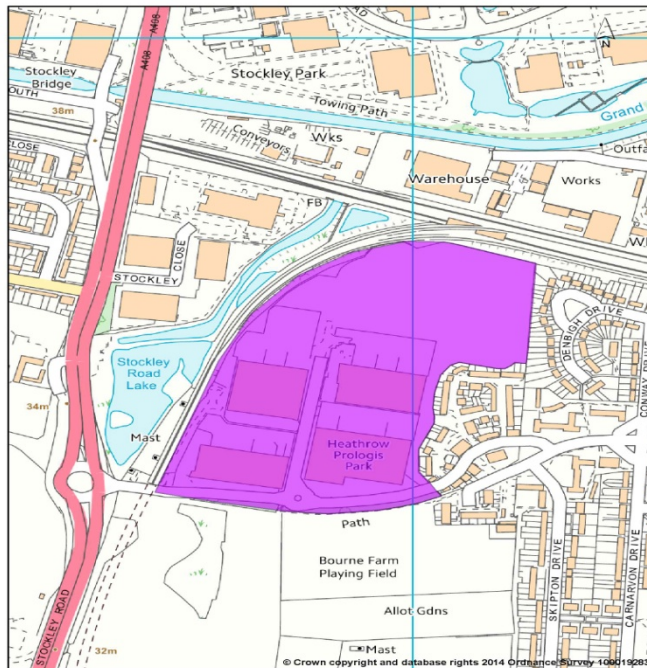 A408
A408
N
Stockley
Bridge
Stockley Park
OUTH
38m
Towing Path
Grand
Conveyors
Wks
Outfa
CLOSE
Warehouse
Works
FB
STOCKLEY CLOSE
DENBIGH DRIVE
CONWAY DRIVE
Stockley
Road
Lake
34m
Mast
Heathrow
Prologis
Park
Path
Bourne Farm
Playing Field
SKIPTON DRIVE
CARNARVON DRIVE
Allot Gdns
STOCKLEY ROAD
32m
Mast
© Crown copyright and database rights 2014 Ordnance Survey